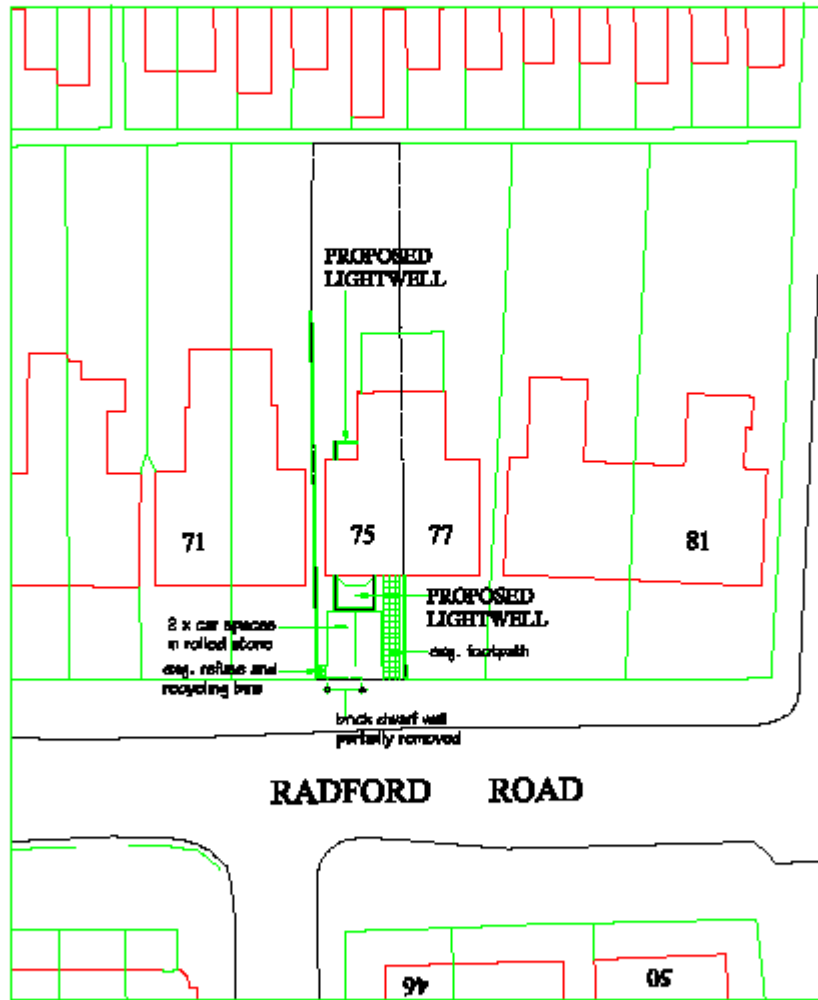 PROPOSED
LIGHTWELL
71
75
77
81
PROPOSED
LIGHTWELL
2 x car spaces
in rolled stone
exg. footpath
exg. refuse and
recycling bins
brick dwarf wall
partially removed
RADFORD ROAD
46
50